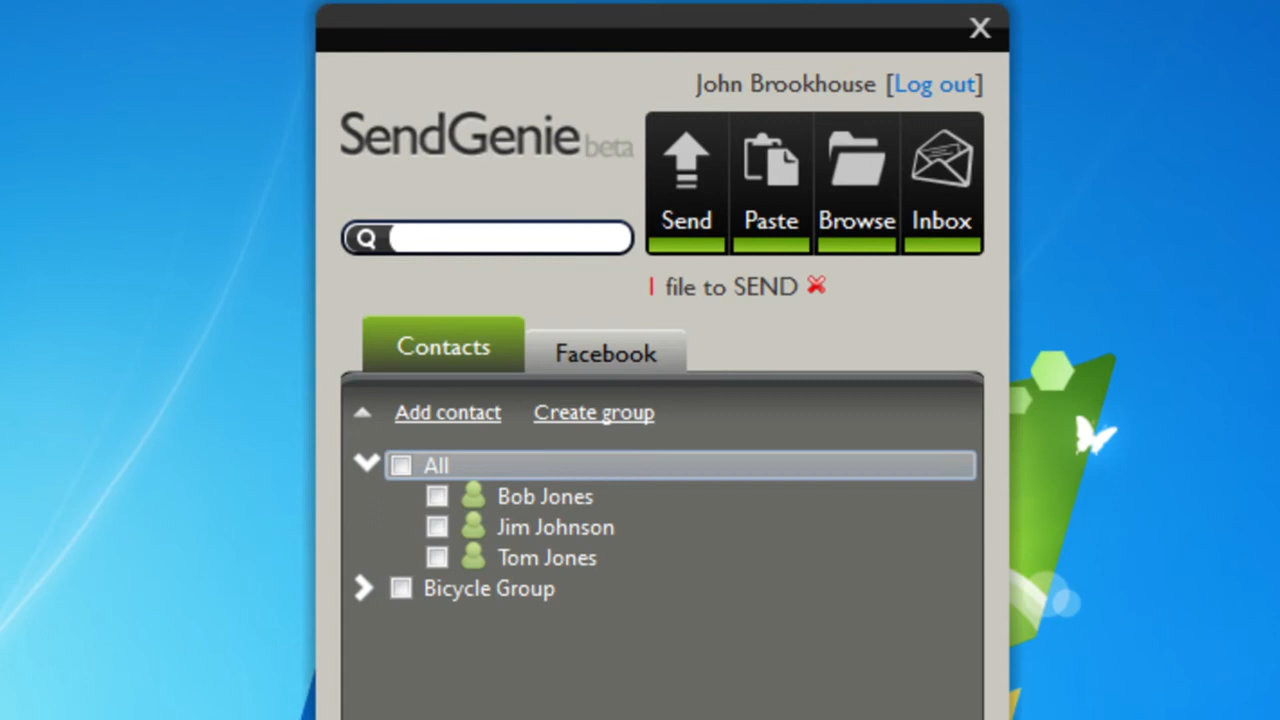 X
John Brookhouse [Log out]
SendGenie beta
Send Paste Browse Inbox
1 file to SEND
Contacts Facebook
Add contact Create group
All
Bob Jones
Jim Johnson
Tom Jones
Bicycle Group